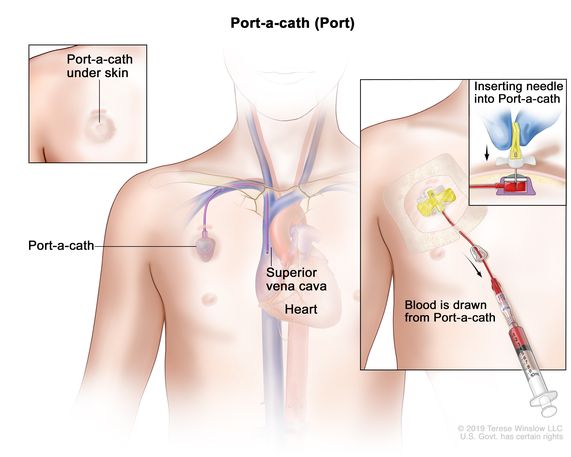 Port-a-cath (Port)
Port-a-cath
under skin
Inserting needle
into Port-a-cath
Port-a-cath
Superior
vena cava
Heart
Blood is drawn
from Port-a-cath
© 2019 Terese Winslow LLC
U.S. Govt. has certain rights